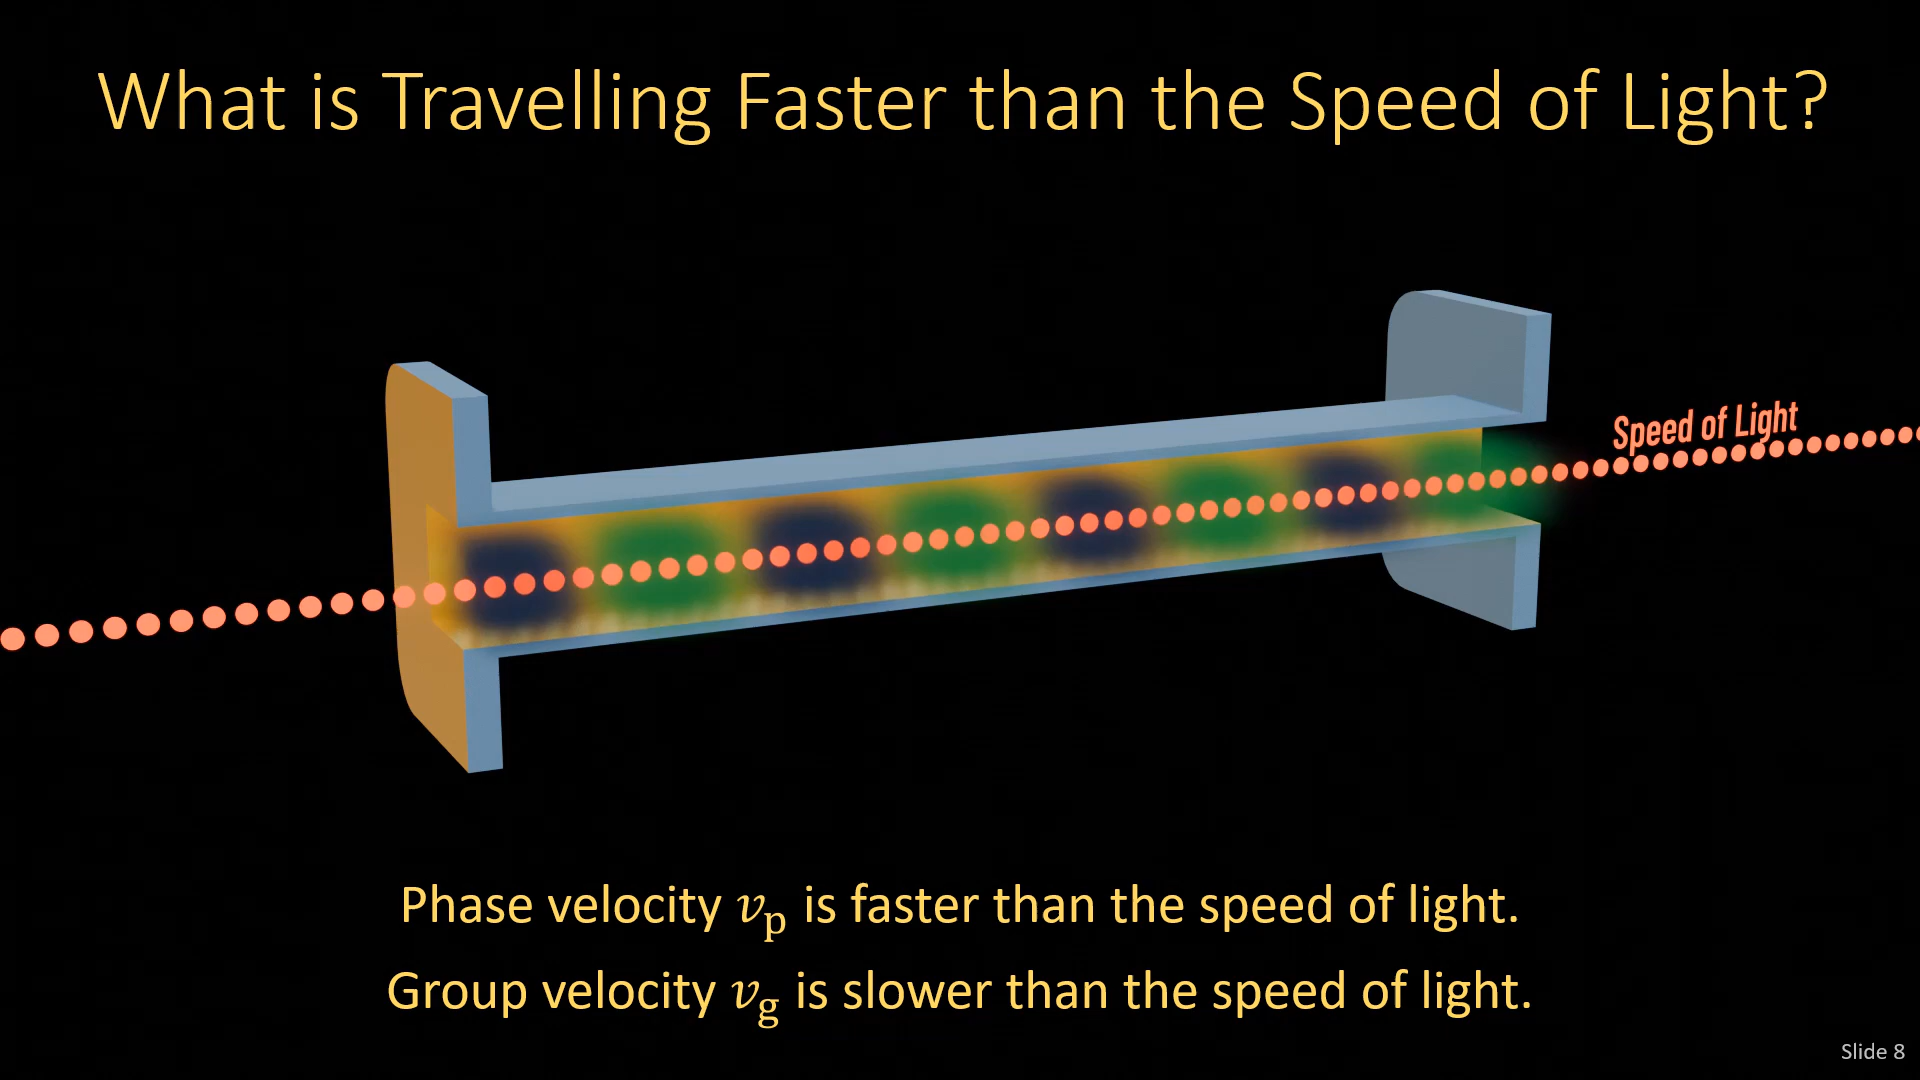 What is Travelling Faster than the Speed of Light?
Speed of Light
Phase velocity vp is faster than the speed of light.
Group velocity vg is slower than the speed of light.
Slide 8